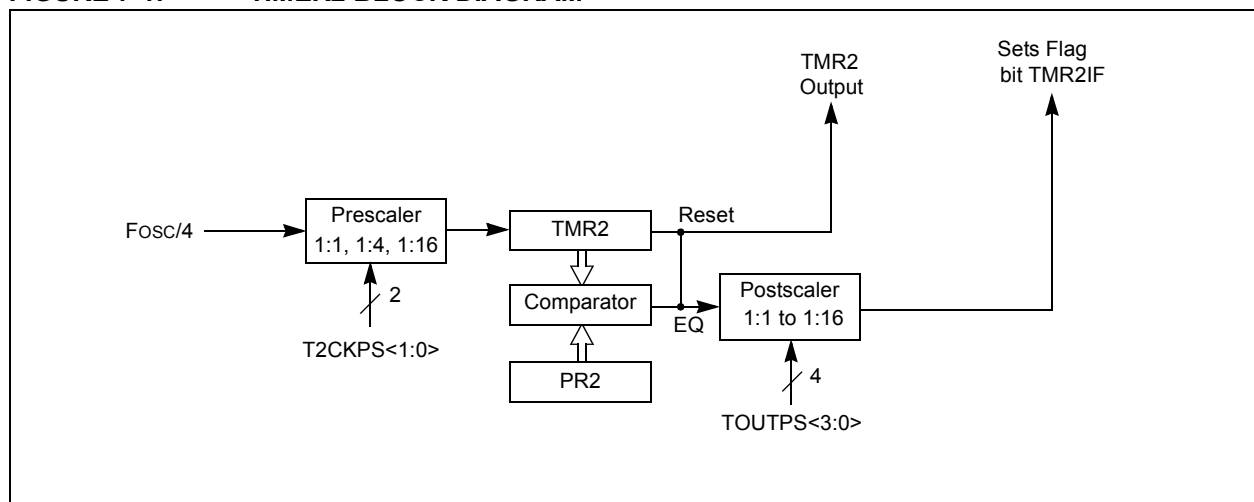 TMR2
Output
Sets Flag
bit TMR2IF
Fosc/4
Prescaler
1:1, 1:4, 1:16
2
T2CKPS<1:0>
TMR2
Reset
Comparator
EQ
PR2
Postscaler
1:1 to 1:16
4
TOUTPS<3:0>